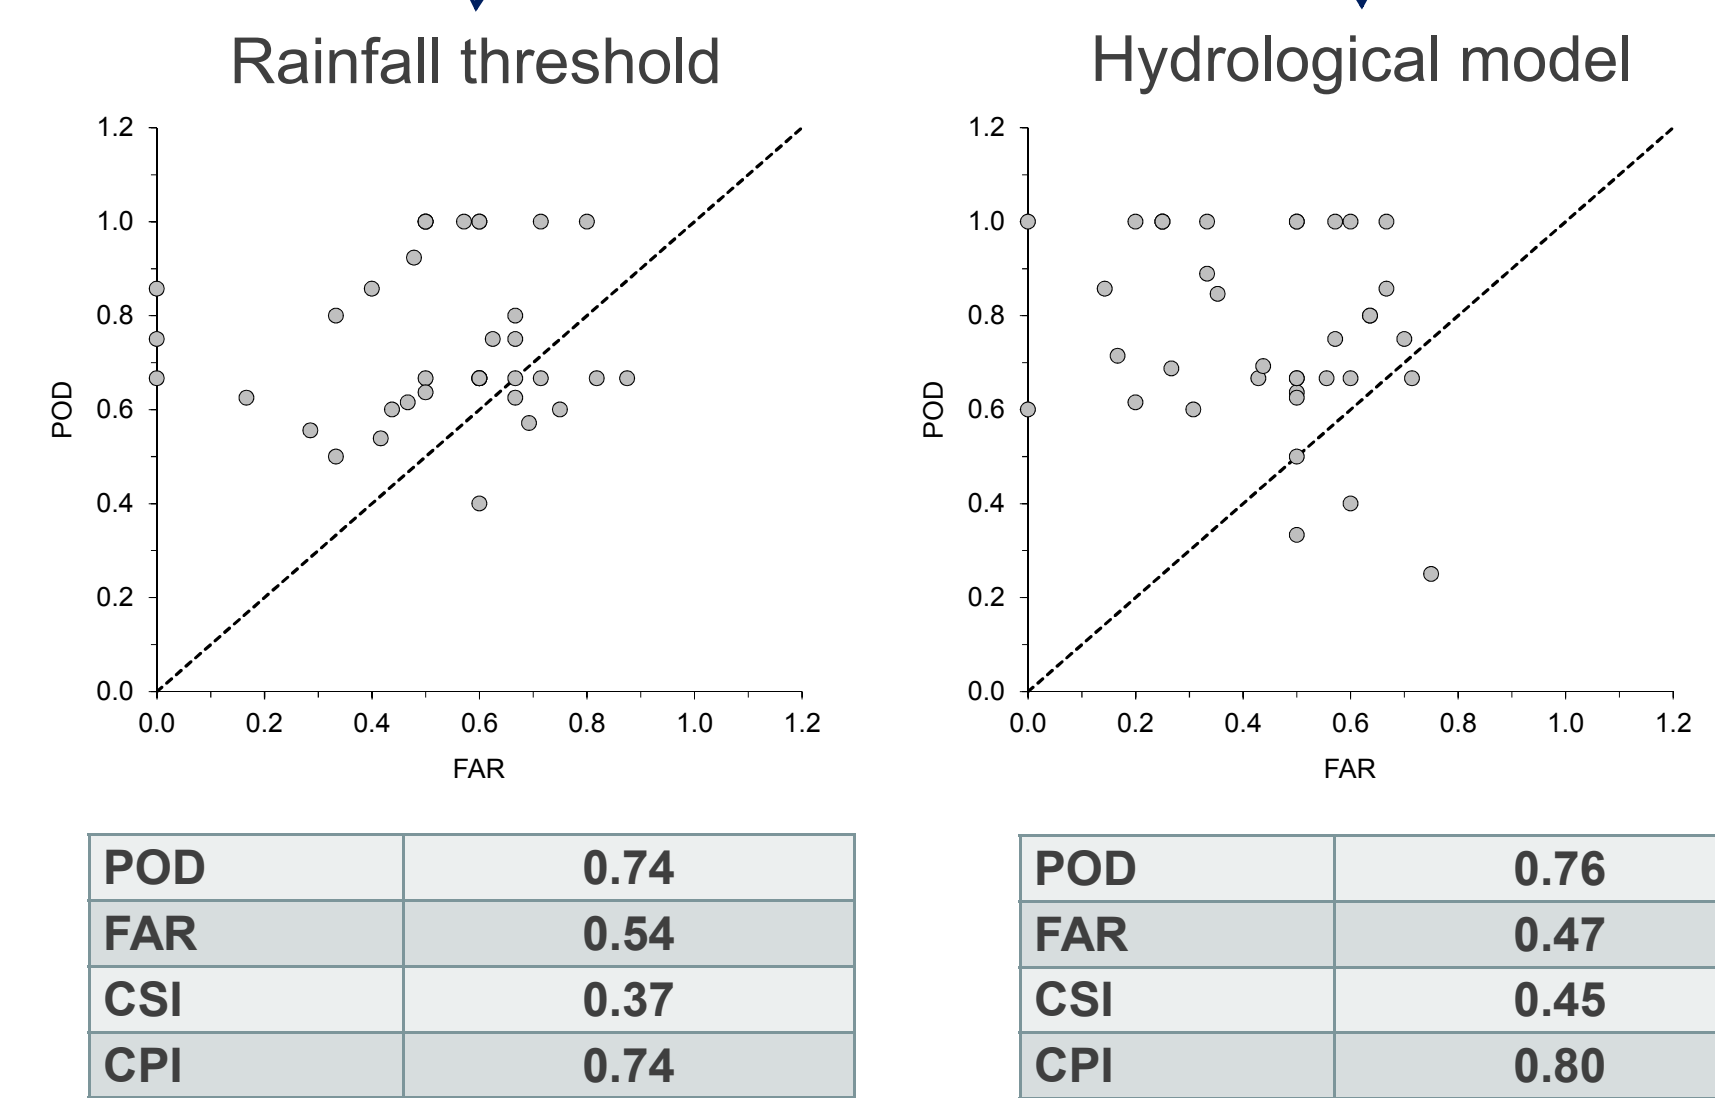 Rainfall threshold
1.2
1.0
0.8
0.6
0.4
0.2
0.0
POD
0.0 0.2 0.4 0.6 0.8 1.0 1.2
FAR
POD 0.74
FAR 0.54
CSI 0.37
CPI 0.74
Hydrological model
1.2
1.0
0.8
0.6
0.4
0.2
0.0
POD
0.0 0.2 0.4 0.6 0.8 1.0 1.2
FAR
POD 0.76
FAR 0.47
CSI 0.45
CPI 0.80